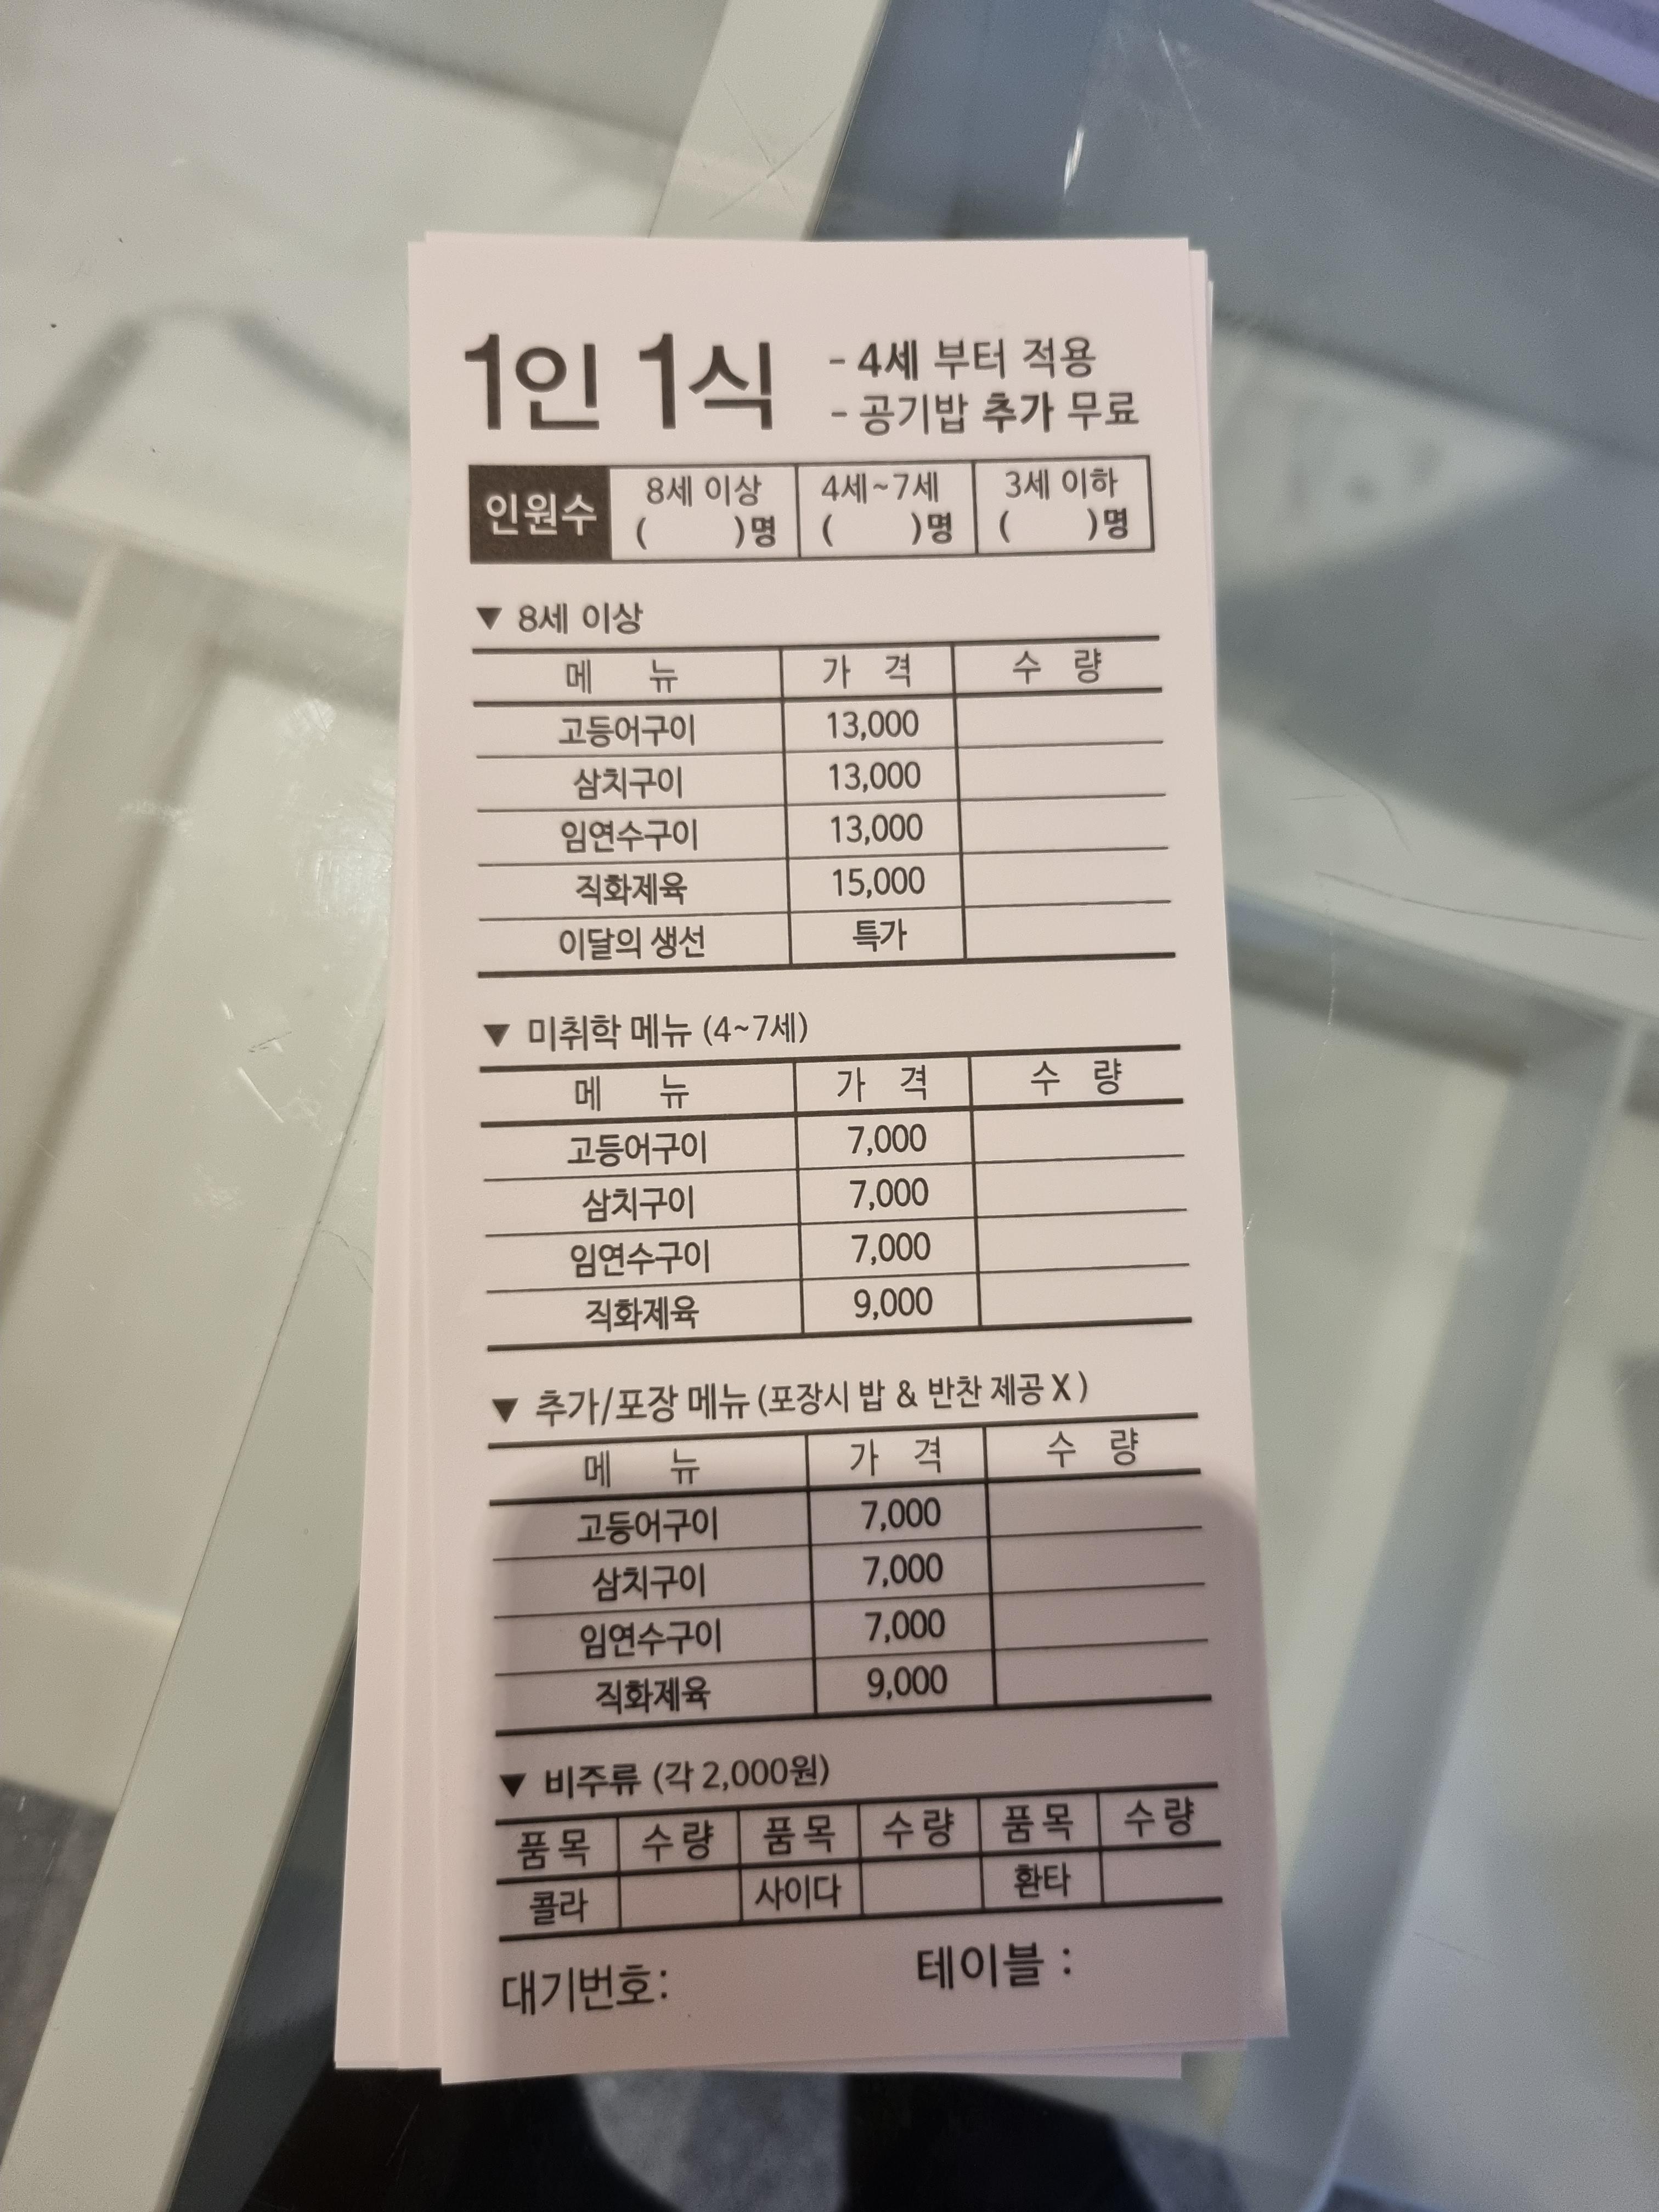 1인 1식
- 4세 부터 적용
- 공기밥 추가 무료
인원수 8세 이상 ( )명 4세~7세 ( )명 3세 이하 ( )명
▼ 8세 이상
메 뉴 가 격 수 량
고등어구이 13,000
삼치구이 13,000
임연수구이 13,000
직화제육 15,000
이달의 생선 특가
▼ 미취학 메뉴 (4~7세)
메 뉴 가 격 수 량
고등어구이 7,000
삼치구이 7,000
임연수구이 7,000
직화제육 9,000
▼ 추가/포장 메뉴 (포장시 밥 & 반찬 제공 X )
메 뉴 가 격 수 량
고등어구이 7,000
삼치구이 7,000
임연수구이 7,000
직화제육 9,000
▼ 비주류 (각 2,000원)
품목 수량 품목 수량 품목 수량
콜라 사이다 환타
대기번호: 테이블 :